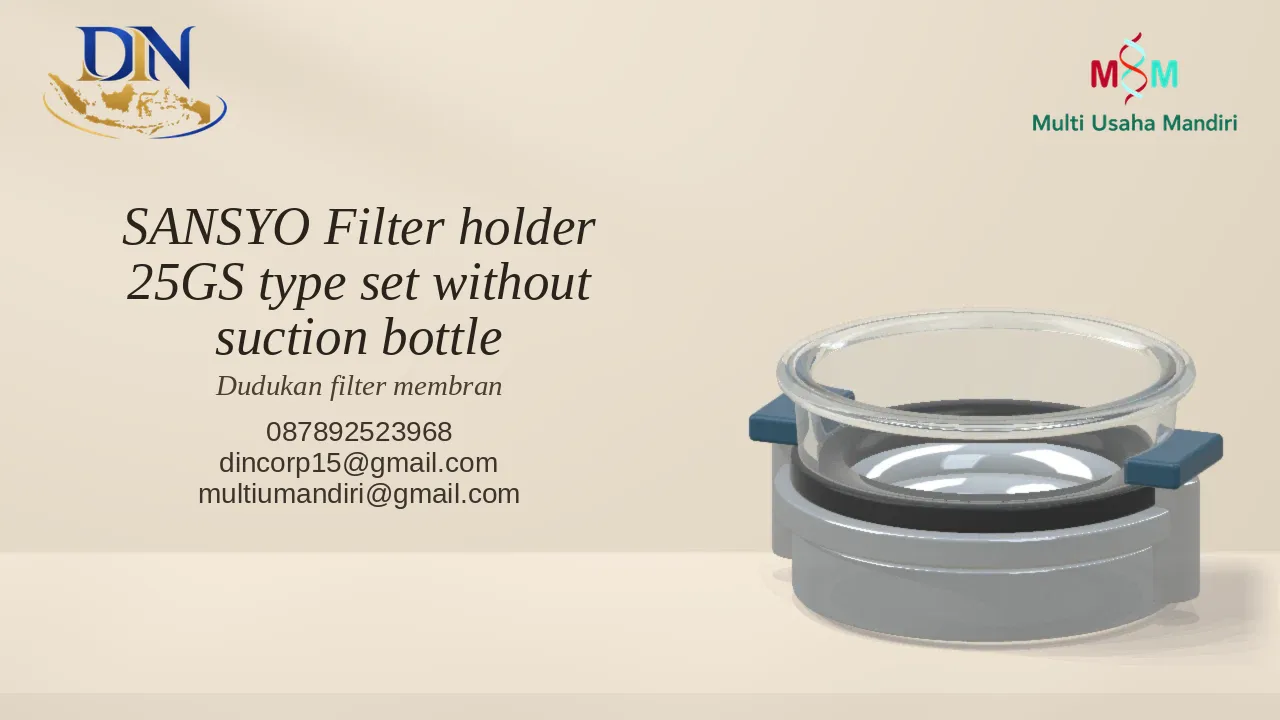 DN
M M
Multi Usaha Mandiri
SANSYO Filter holder
25GS type set without
suction bottle
Dudukan filter membran
087892523968
dincorp15@gmail.com
multiumandiri@gmail.com